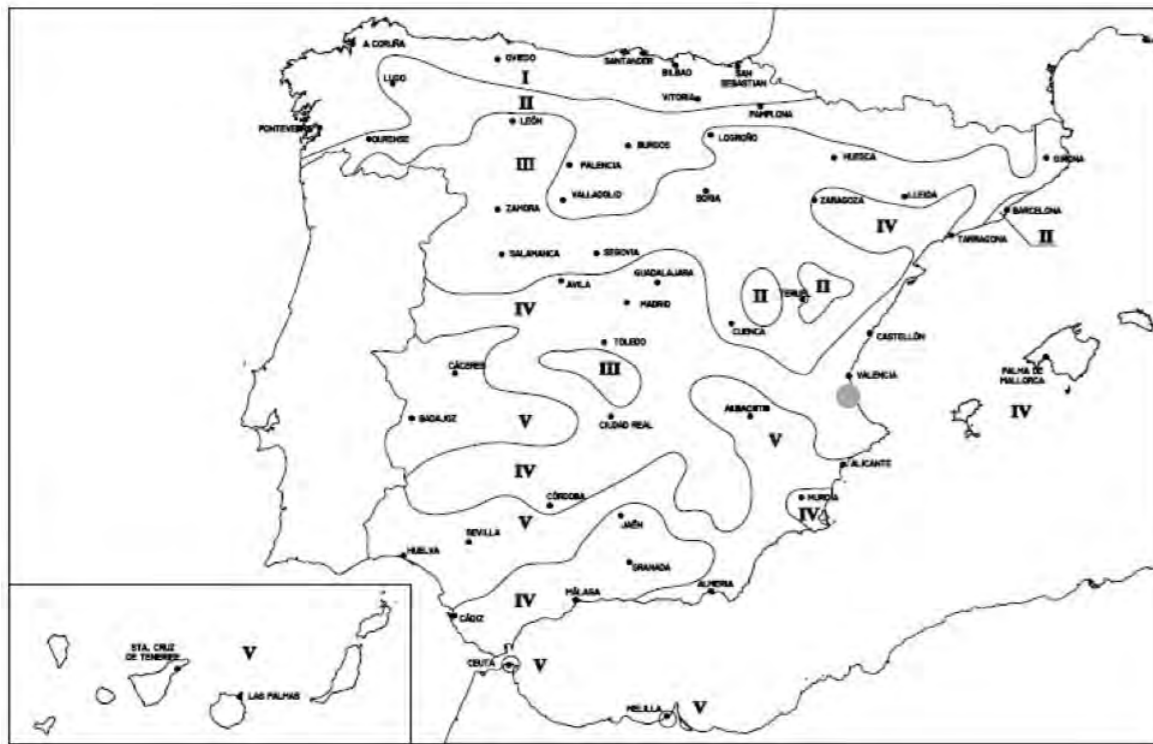 A CORUÑA
OVIEDO
SANTANDER
BILBAO
SAN
SEBASTIAN
LUGO
I
VITORIA
II
PAMPLONA
PONTEVEDRA
LEÓN
OURENSE
LOGROÑO
BURGOS
HUESCA
GIRONA
III
PALENCIA
VALLADOLID
SORIA
ZARAGOZA
LLEIDA
ZAMORA
BARCELONA
IV
TARRAGONA
II
SALAMANCA
SEGOVIA
AVILA
GUADALAJARA
II
II
TERUEL
IV
MADRID
CUENCA
CASTELLÓN
TOLEDO
CÁCERES
III
VALENCIA
PALMA DE
MALLORCA
IV
BADAJOZ
V
CIUDAD REAL
ALBACETE
V
IV
ALICANTE
CÓRDOBA
MURCIA
IV
V
JAÉN
SEVILLA
HUELVA
GRANADA
ALMERIA
IV
MÁLAGA
CÁDIZ
STA. CRUZ
DE TENERIFE
V
CEUTA
V
LAS PALMAS
MELILLA
V